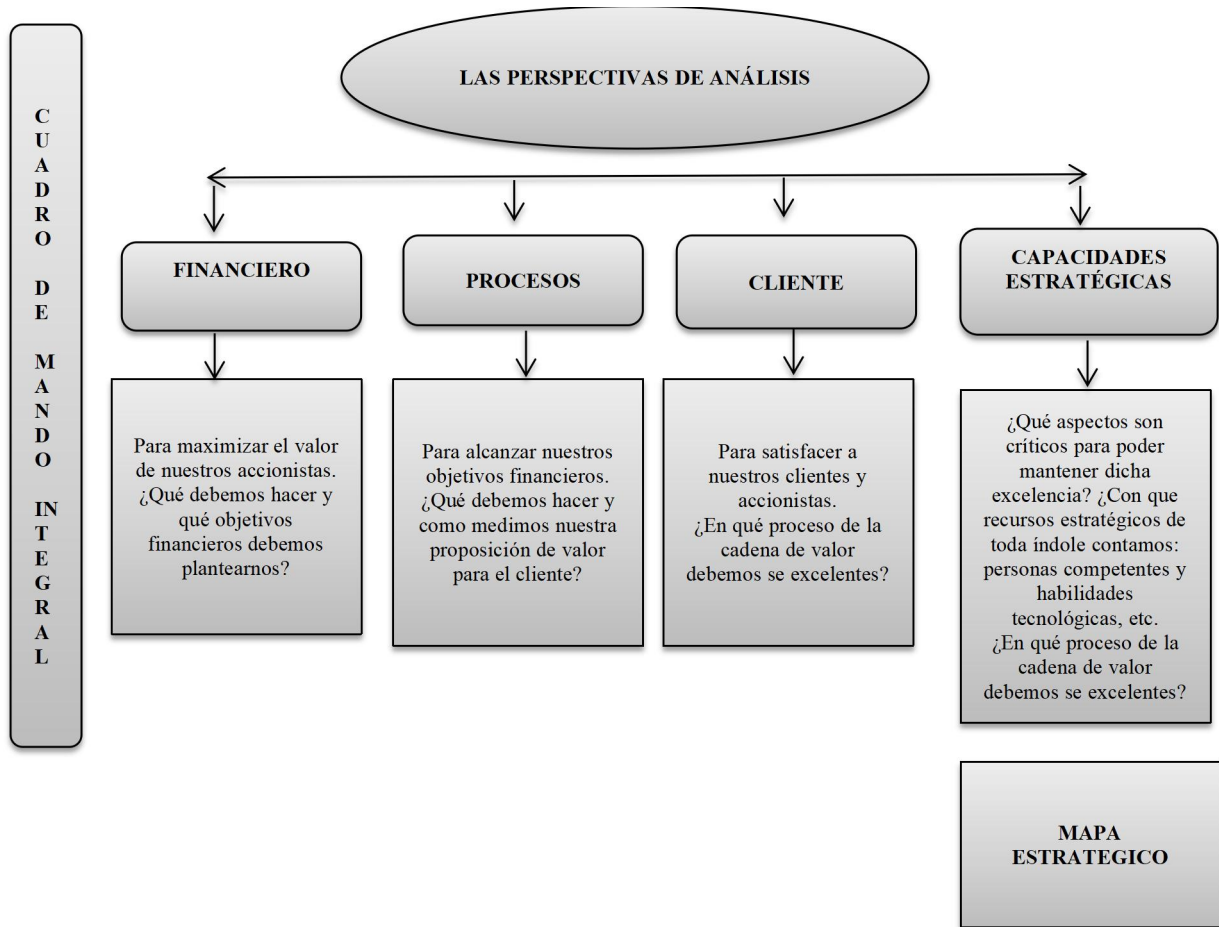 CUADRO DE MANDO INTEGRAL
LAS PERSPECTIVAS DE ANÁLISIS
FINANCIERO
PROCESOS
CLIENTE
CAPACIDADES
ESTRATÉGICAS
Para maximizar el valor
de nuestros accionistas.
¿Qué debemos hacer y
qué objetivos
financieros debemos
plantearnos?
Para alcanzar nuestros
objetivos financieros.
¿Qué debemos hacer y
como medimos nuestra
proposición de valor
para el cliente?
Para satisfacer a
nuestros clientes y
accionistas.
¿En qué proceso de la
cadena de valor
debemos se excelentes?
¿Qué aspectos son
críticos para poder
mantener dicha
excelencia? ¿Con que
recursos estratégicos de
toda índole contamos:
personas competentes y
habilidades
tecnológicas, etc.
¿En qué proceso de la
cadena de valor
debemos se excelentes?
MAPA
ESTRATEGICO